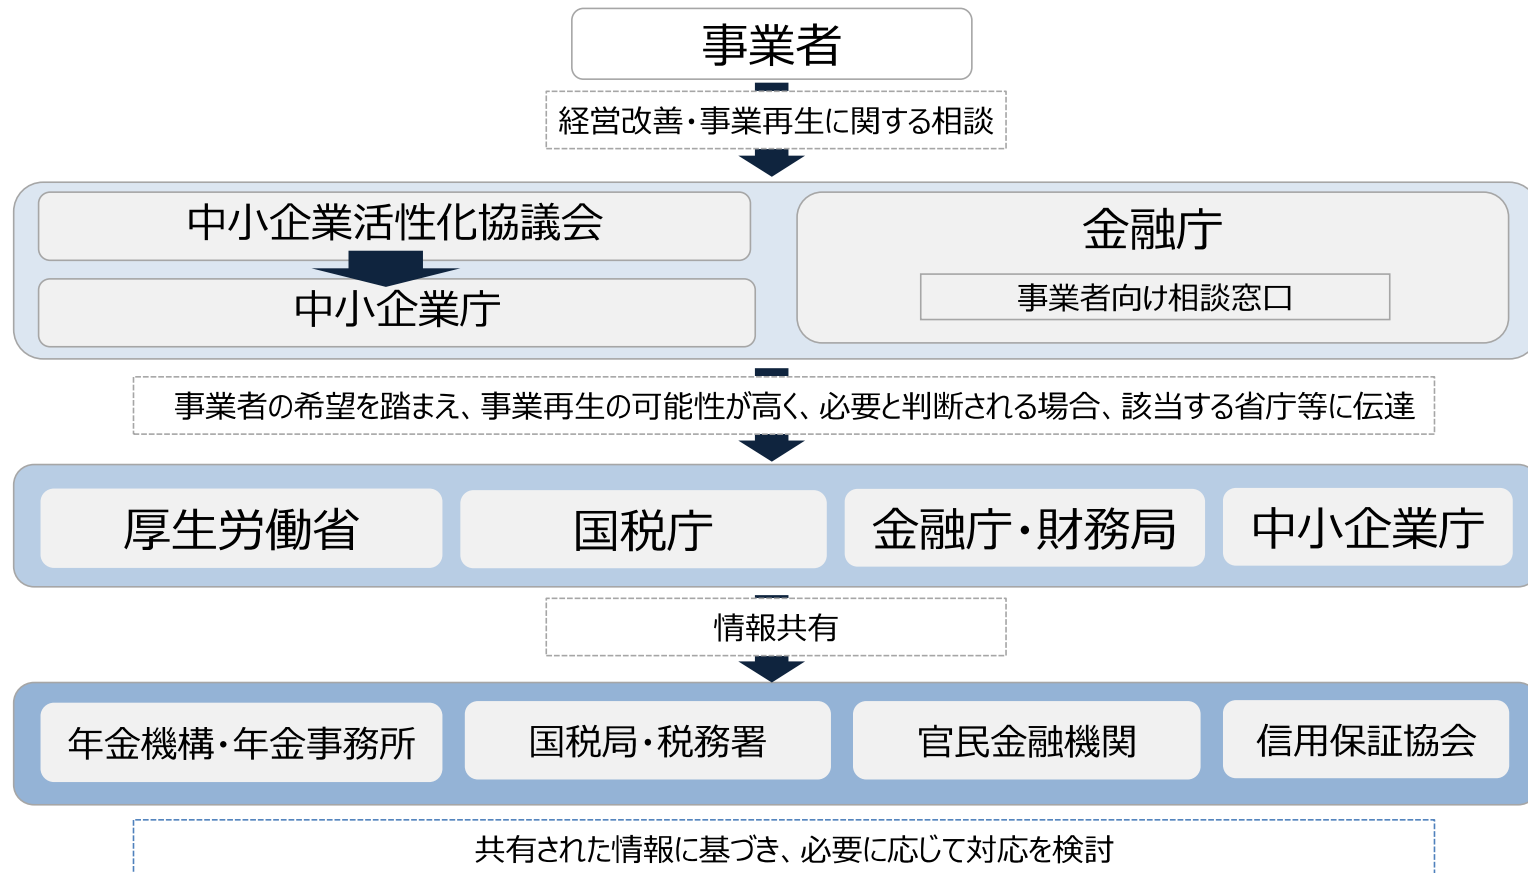 事業者
経営改善・事業再生に関する相談
中小企業活性化協議会
中小企業庁
金融庁
事業者向け相談窓口
事業者の希望を踏まえ、事業再生の可能性が高く、必要と判断される場合、該当する省庁等に伝達
厚生労働省
国税庁
金融庁・財務局
中小企業庁
情報共有
年金機構・年金事務所
国税局・税務署
官民金融機関
信用保証協会
共有された情報に基づき、必要に応じて対応を検討